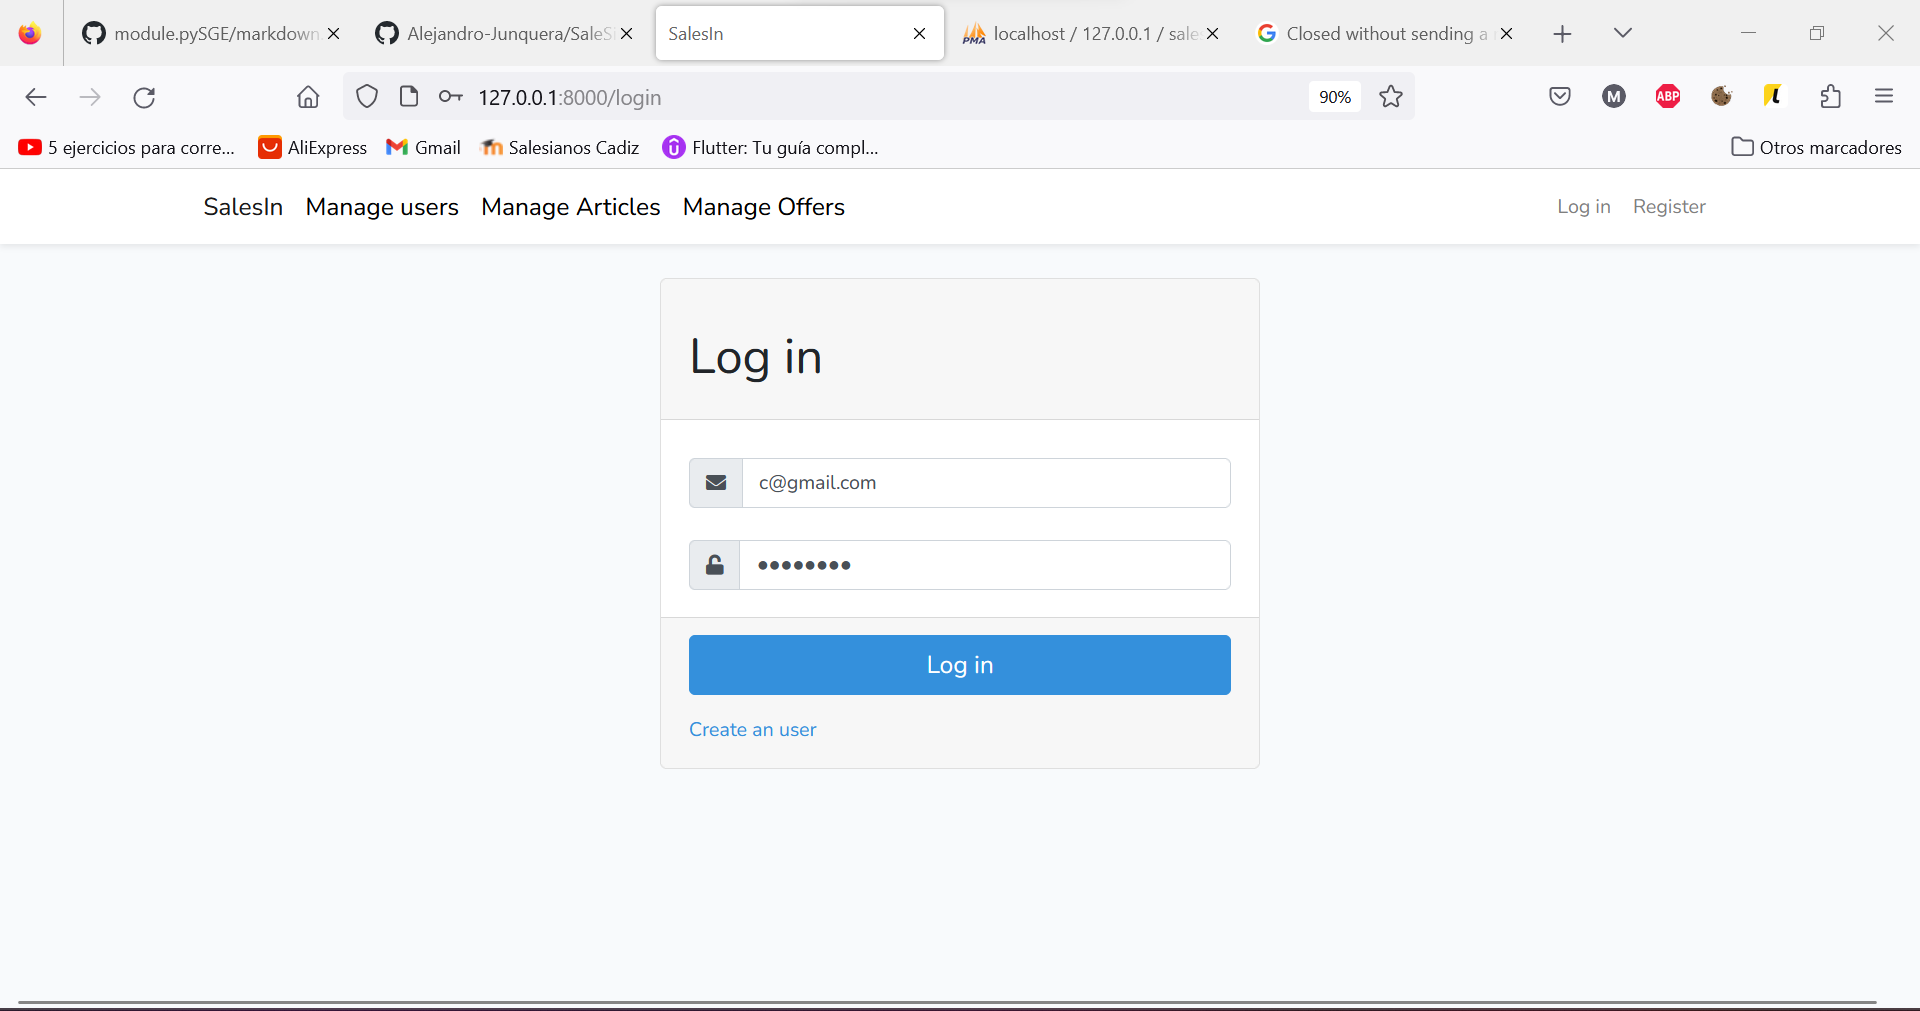 module.pySGE/markdown
Alejandro-Junquera/SaleS
SalesIn
localhost / 127.0.0.1 / sale
Closed without sending a
127.0.0.1:8000/login
90%
M
ABP
5 ejercicios para corre...
AliExpress
Gmail
Salesianos Cadiz
Flutter: Tu guía compl...
Otros marcadores
SalesIn Manage users Manage Articles Manage Offers
Log in Register
Log in
c@gmail.com
Log in
Create an user